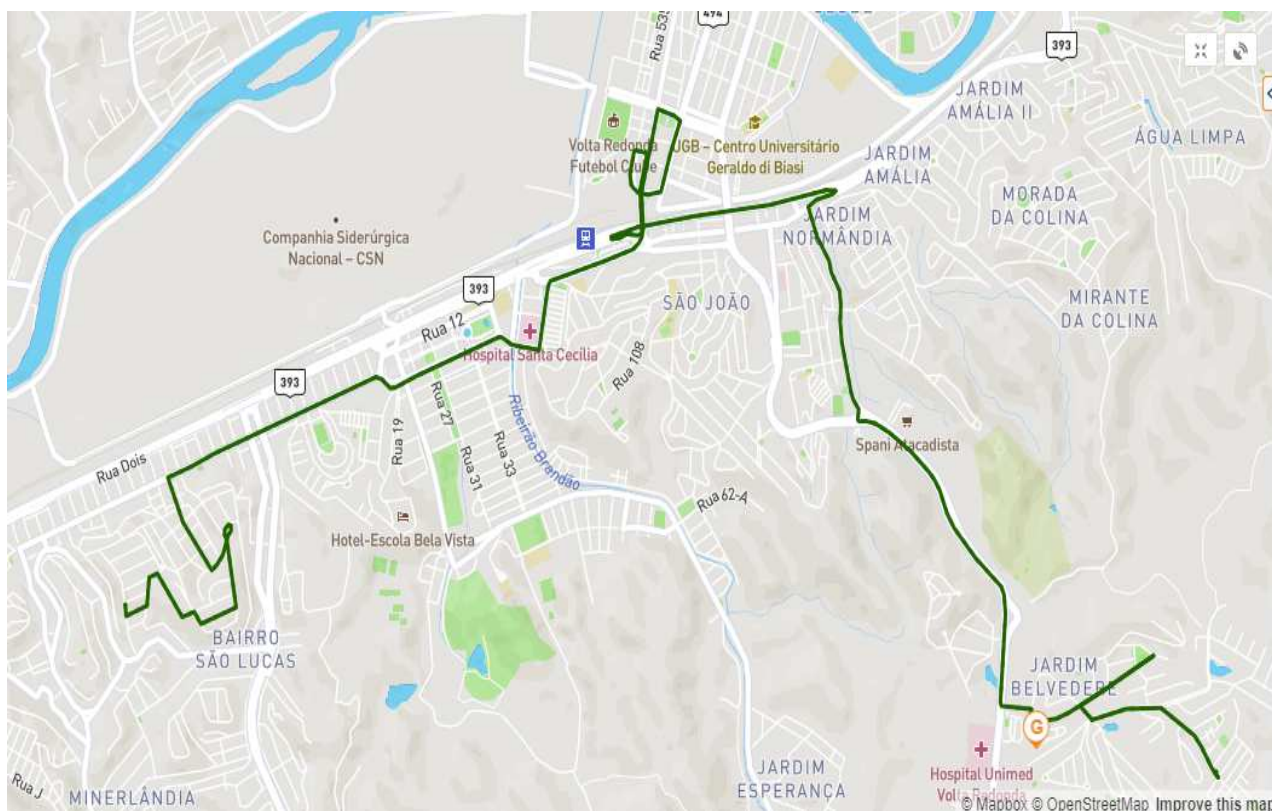 494
Rua 535
393
JARDIM
AMÁLIA II
ÁGUA LIMPA
Volta Redonda
Futebol Clube
UGB – Centro Universitário
Geraldo di Biasi
JARDIM
AMÁLIA
MORADA
DA COLINA
JARDIM
NORMÂNDIA
Companhia Siderúrgica
Nacional – CSN
393
SÃO JOÃO
MIRANTE
DA COLINA
Rua 12
Hospital Santa Cecília
Rua 108
393
Rua 27
Rua 19
Rua 31
Rua 33
Ribeirão Brandão
Spani Atacadista
Rua Dois
Rua 62-A
Hotel-Escola Bela Vista
BAIRRO
SÃO LUCAS
JARDIM
BELVEDERE
G
Hospital Unimed
Volta Redonda
JARDIM
ESPERANÇA
Rua J
MINERLÂNDIA
© Mapbox © OpenStreetMap Improve this map